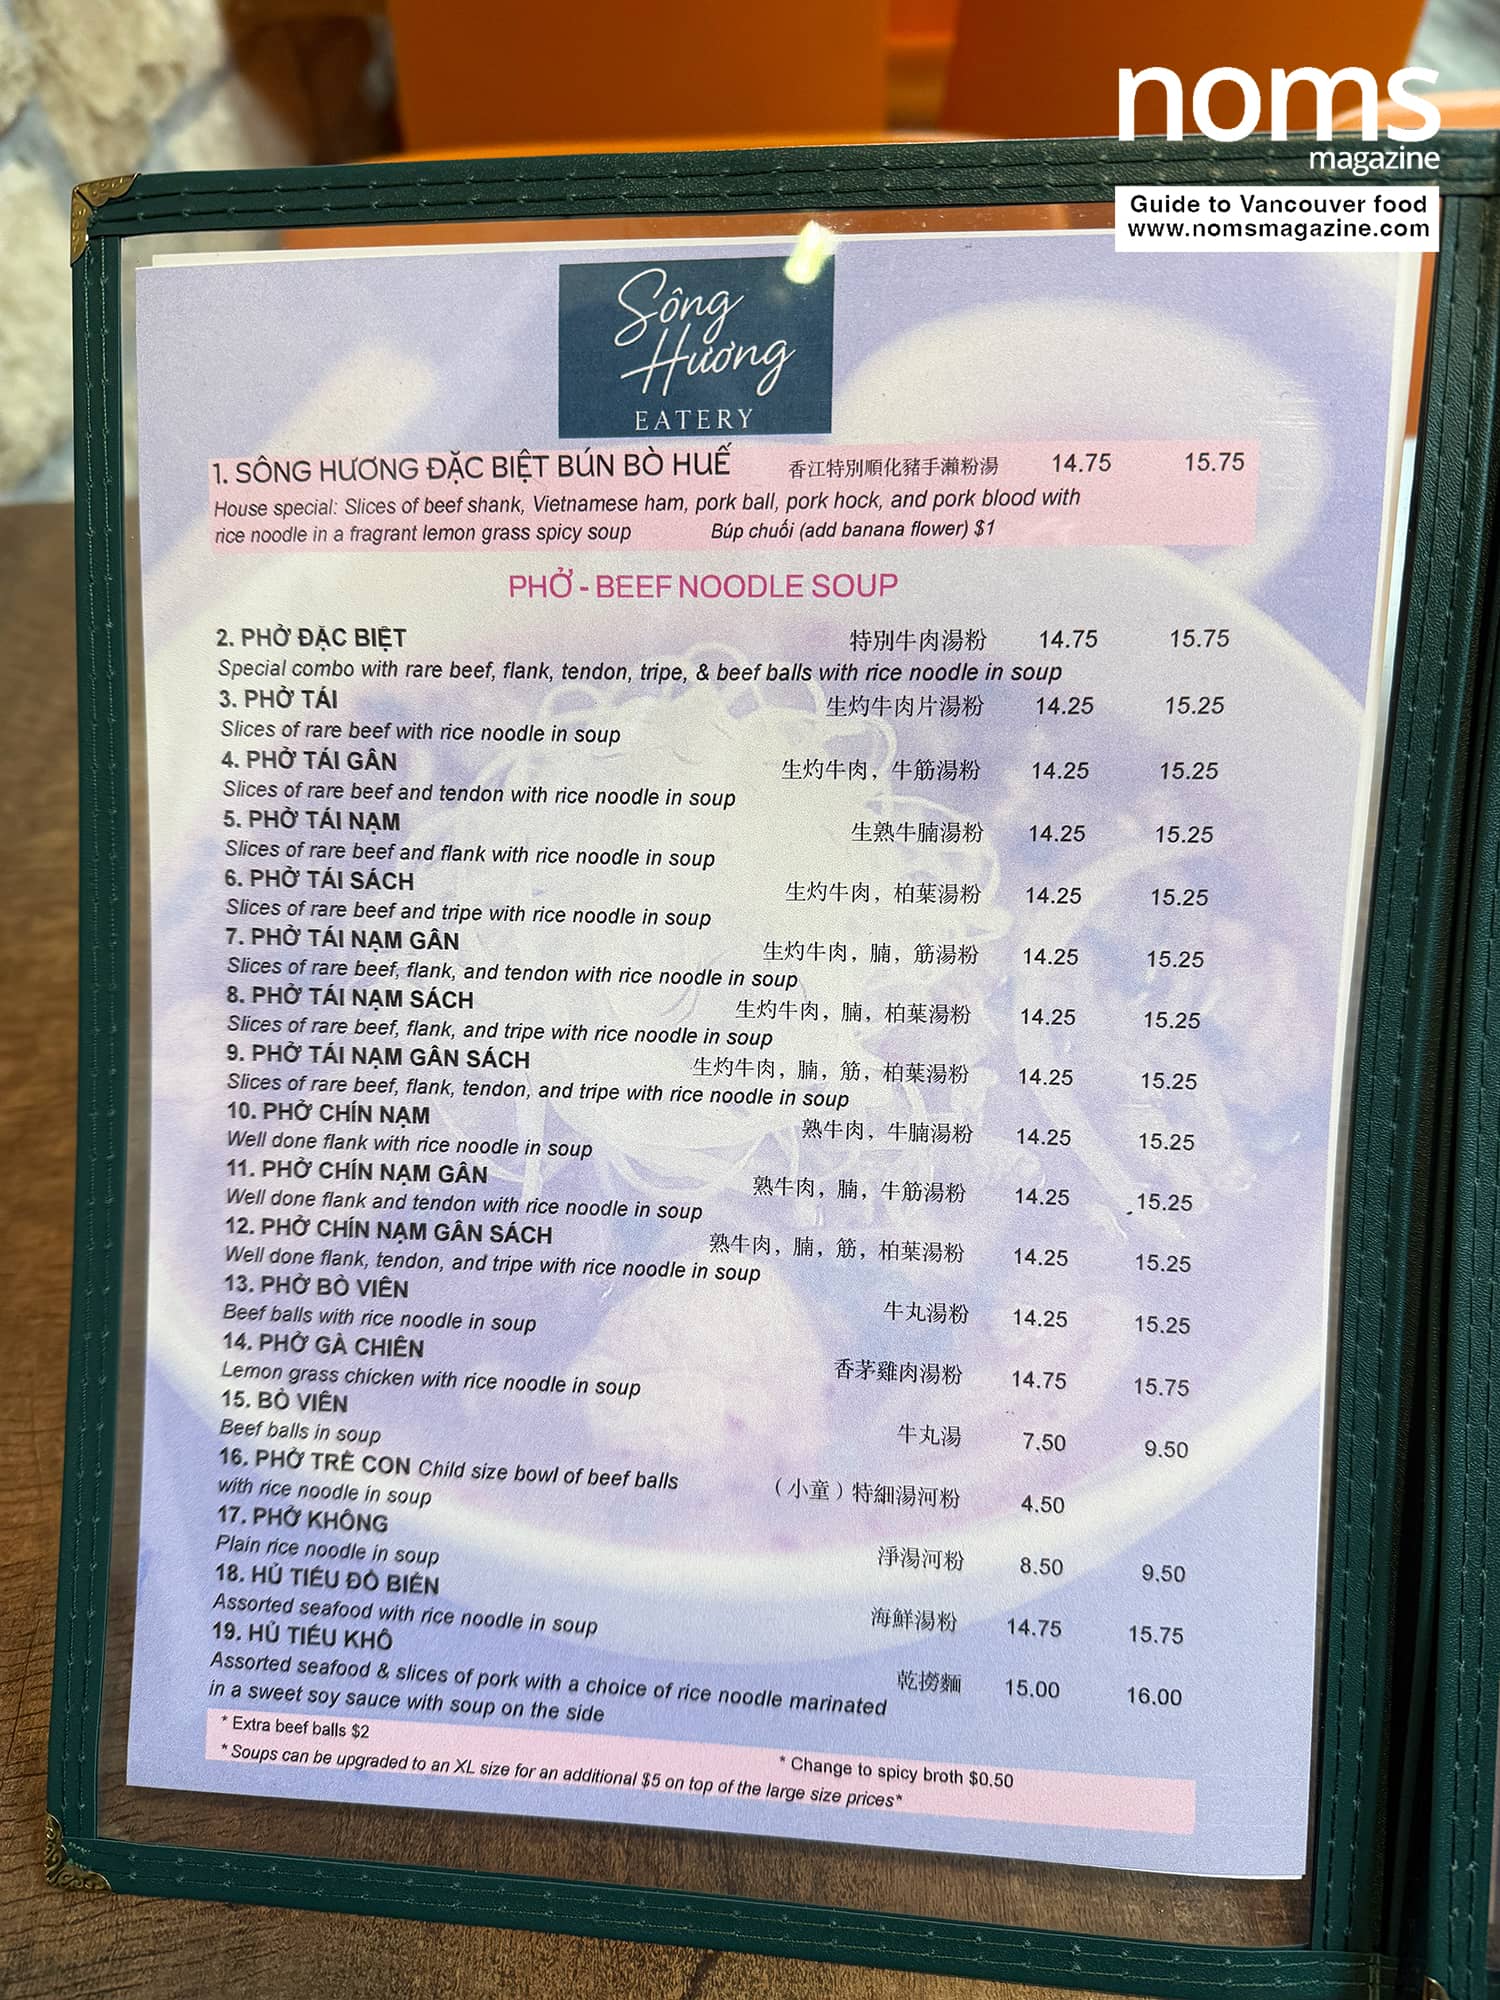 noms
magazine
Guide to Vancouver food
www.nomsmagazine.com
Sông
Hương
EATERY
1. SÔNG HƯƠNG ĐẶC BIỆT BÚN BÒ HUẾ 香江特別順化豬手瀨粉湯 14.75 15.75
House special: Slices of beef shank, Vietnamese ham, pork ball, pork hock, and pork blood with
rice noodle in a fragrant lemon grass spicy soup Búp chuối (add banana flower) $1
PHỞ - BEEF NOODLE SOUP
2. PHỞ ĐẶC BIỆT 特別牛肉湯粉 14.75 15.75
Special combo with rare beef, flank, tendon, tripe, & beef balls with rice noodle in soup
3. PHỞ TÁI 生灼牛肉片湯粉 14.25 15.25
Slices of rare beef with rice noodle in soup
4. PHỞ TÁI GÂN 生灼牛肉，牛筋湯粉 14.25 15.25
Slices of rare beef and tendon with rice noodle in soup
5. PHỞ TÁI NẠM 生熟牛腩湯粉 14.25 15.25
Slices of rare beef and flank with rice noodle in soup
6. PHỞ TÁI SÁCH 生灼牛肉，柏葉湯粉 14.25 15.25
Slices of rare beef and tripe with rice noodle in soup
7. PHỞ TÁI NẠM GÂN 生灼牛肉，腩，筋湯粉 14.25 15.25
Slices of rare beef, flank, and tendon with rice noodle in soup
8. PHỞ TÁI NẠM SÁCH 生灼牛肉，腩，柏葉湯粉 14.25 15.25
Slices of rare beef, flank, and tripe with rice noodle in soup
9. PHỞ TÁI NẠM GÂN SÁCH 生灼牛肉，腩，筋，柏葉湯粉 14.25 15.25
Slices of rare beef, flank, tendon, and tripe with rice noodle in soup
10. PHỞ CHÍN NẠM 熟牛肉，牛腩湯粉 14.25 15.25
Well done flank with rice noodle in soup
11. PHỞ CHÍN NẠM GÂN 熟牛肉，腩，牛筋湯粉 14.25 15.25
Well done flank and tendon with rice noodle in soup
12. PHỞ CHÍN NẠM GÂN SÁCH 熟牛肉，腩，筋，柏葉湯粉 14.25 15.25
Well done flank, tendon, and tripe with rice noodle in soup
13. PHỞ BÒ VIÊN 牛丸湯粉 14.25 15.25
Beef balls with rice noodle in soup
14. PHỞ GÀ CHIÊN 香茅雞肉湯粉 14.75 15.75
Lemon grass chicken with rice noodle in soup
15. BÒ VIÊN 牛丸湯 7.50 9.50
Beef balls in soup
16. PHỞ TRẺ CON Child size bowl of beef balls （小童）特細湯河粉 4.50
with rice noodle in soup
17. PHỞ KHÔNG 淨湯河粉 8.50 9.50
Plain rice noodle in soup
18. HỦ TIẾU ĐỒ BIỂN 海鮮湯粉 14.75 15.75
Assorted seafood with rice noodle in soup
19. HỦ TIẾU KHÔ 乾撈麵 15.00 16.00
Assorted seafood & slices of pork with a choice of rice noodle marinated
in a sweet soy sauce with soup on the side
* Extra beef balls $2 * Change to spicy broth $0.50
* Soups can be upgraded to an XL size for an additional $5 on top of the large size prices*